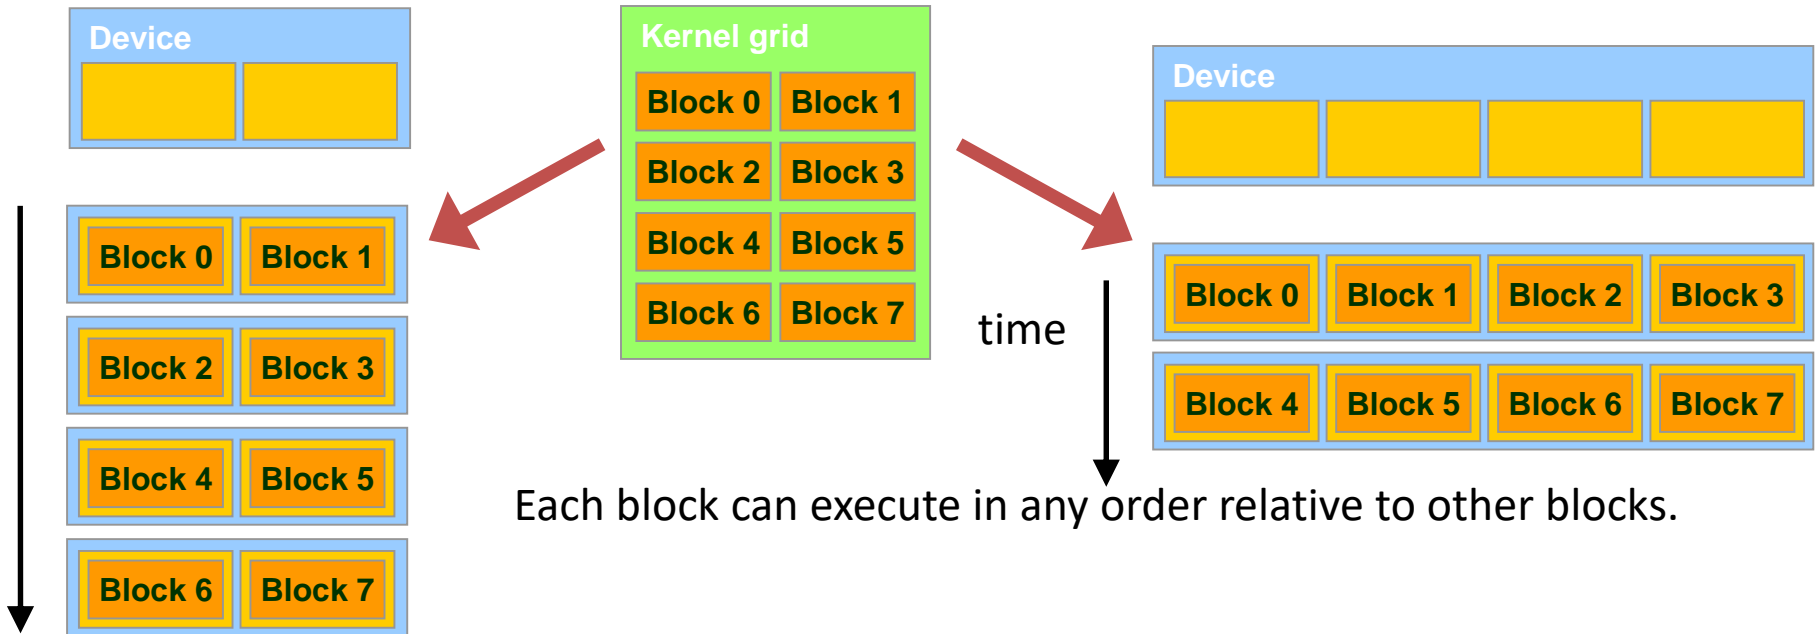 Device
Block 0 Block 1
Block 2 Block 3
Block 4 Block 5
Block 6 Block 7
Kernel grid
Block 0 Block 1
Block 2 Block 3
Block 4 Block 5
Block 6 Block 7
Device
time
Block 0 Block 1 Block 2 Block 3
Block 4 Block 5 Block 6 Block 7
Each block can execute in any order relative to other blocks.